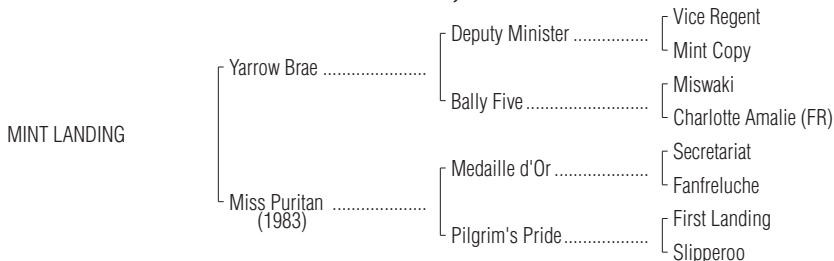 Vice Regent
Deputy Minister ................
Mint Copy
Yarrow Brae ......................
Miswaki
Bally Five ..........................
Charlotte Amalie (FR)
MINT LANDING
Secretariat
Medaille d'Or ....................
Fanfreluche
Miss Puritan ....................
(1983)
First Landing
Pilgrim's Pride ..................
Slipperoo